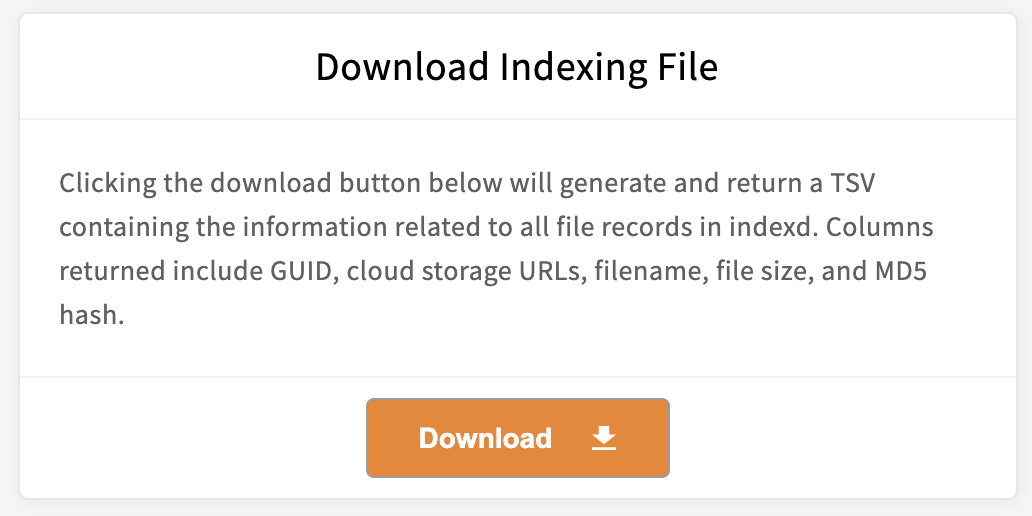 Download Indexing File
Clicking the download button below will generate and return a TSV
containing the information related to all file records in indexd. Columns
returned include GUID, cloud storage URLs, filename, file size, and MD5
hash.
Download